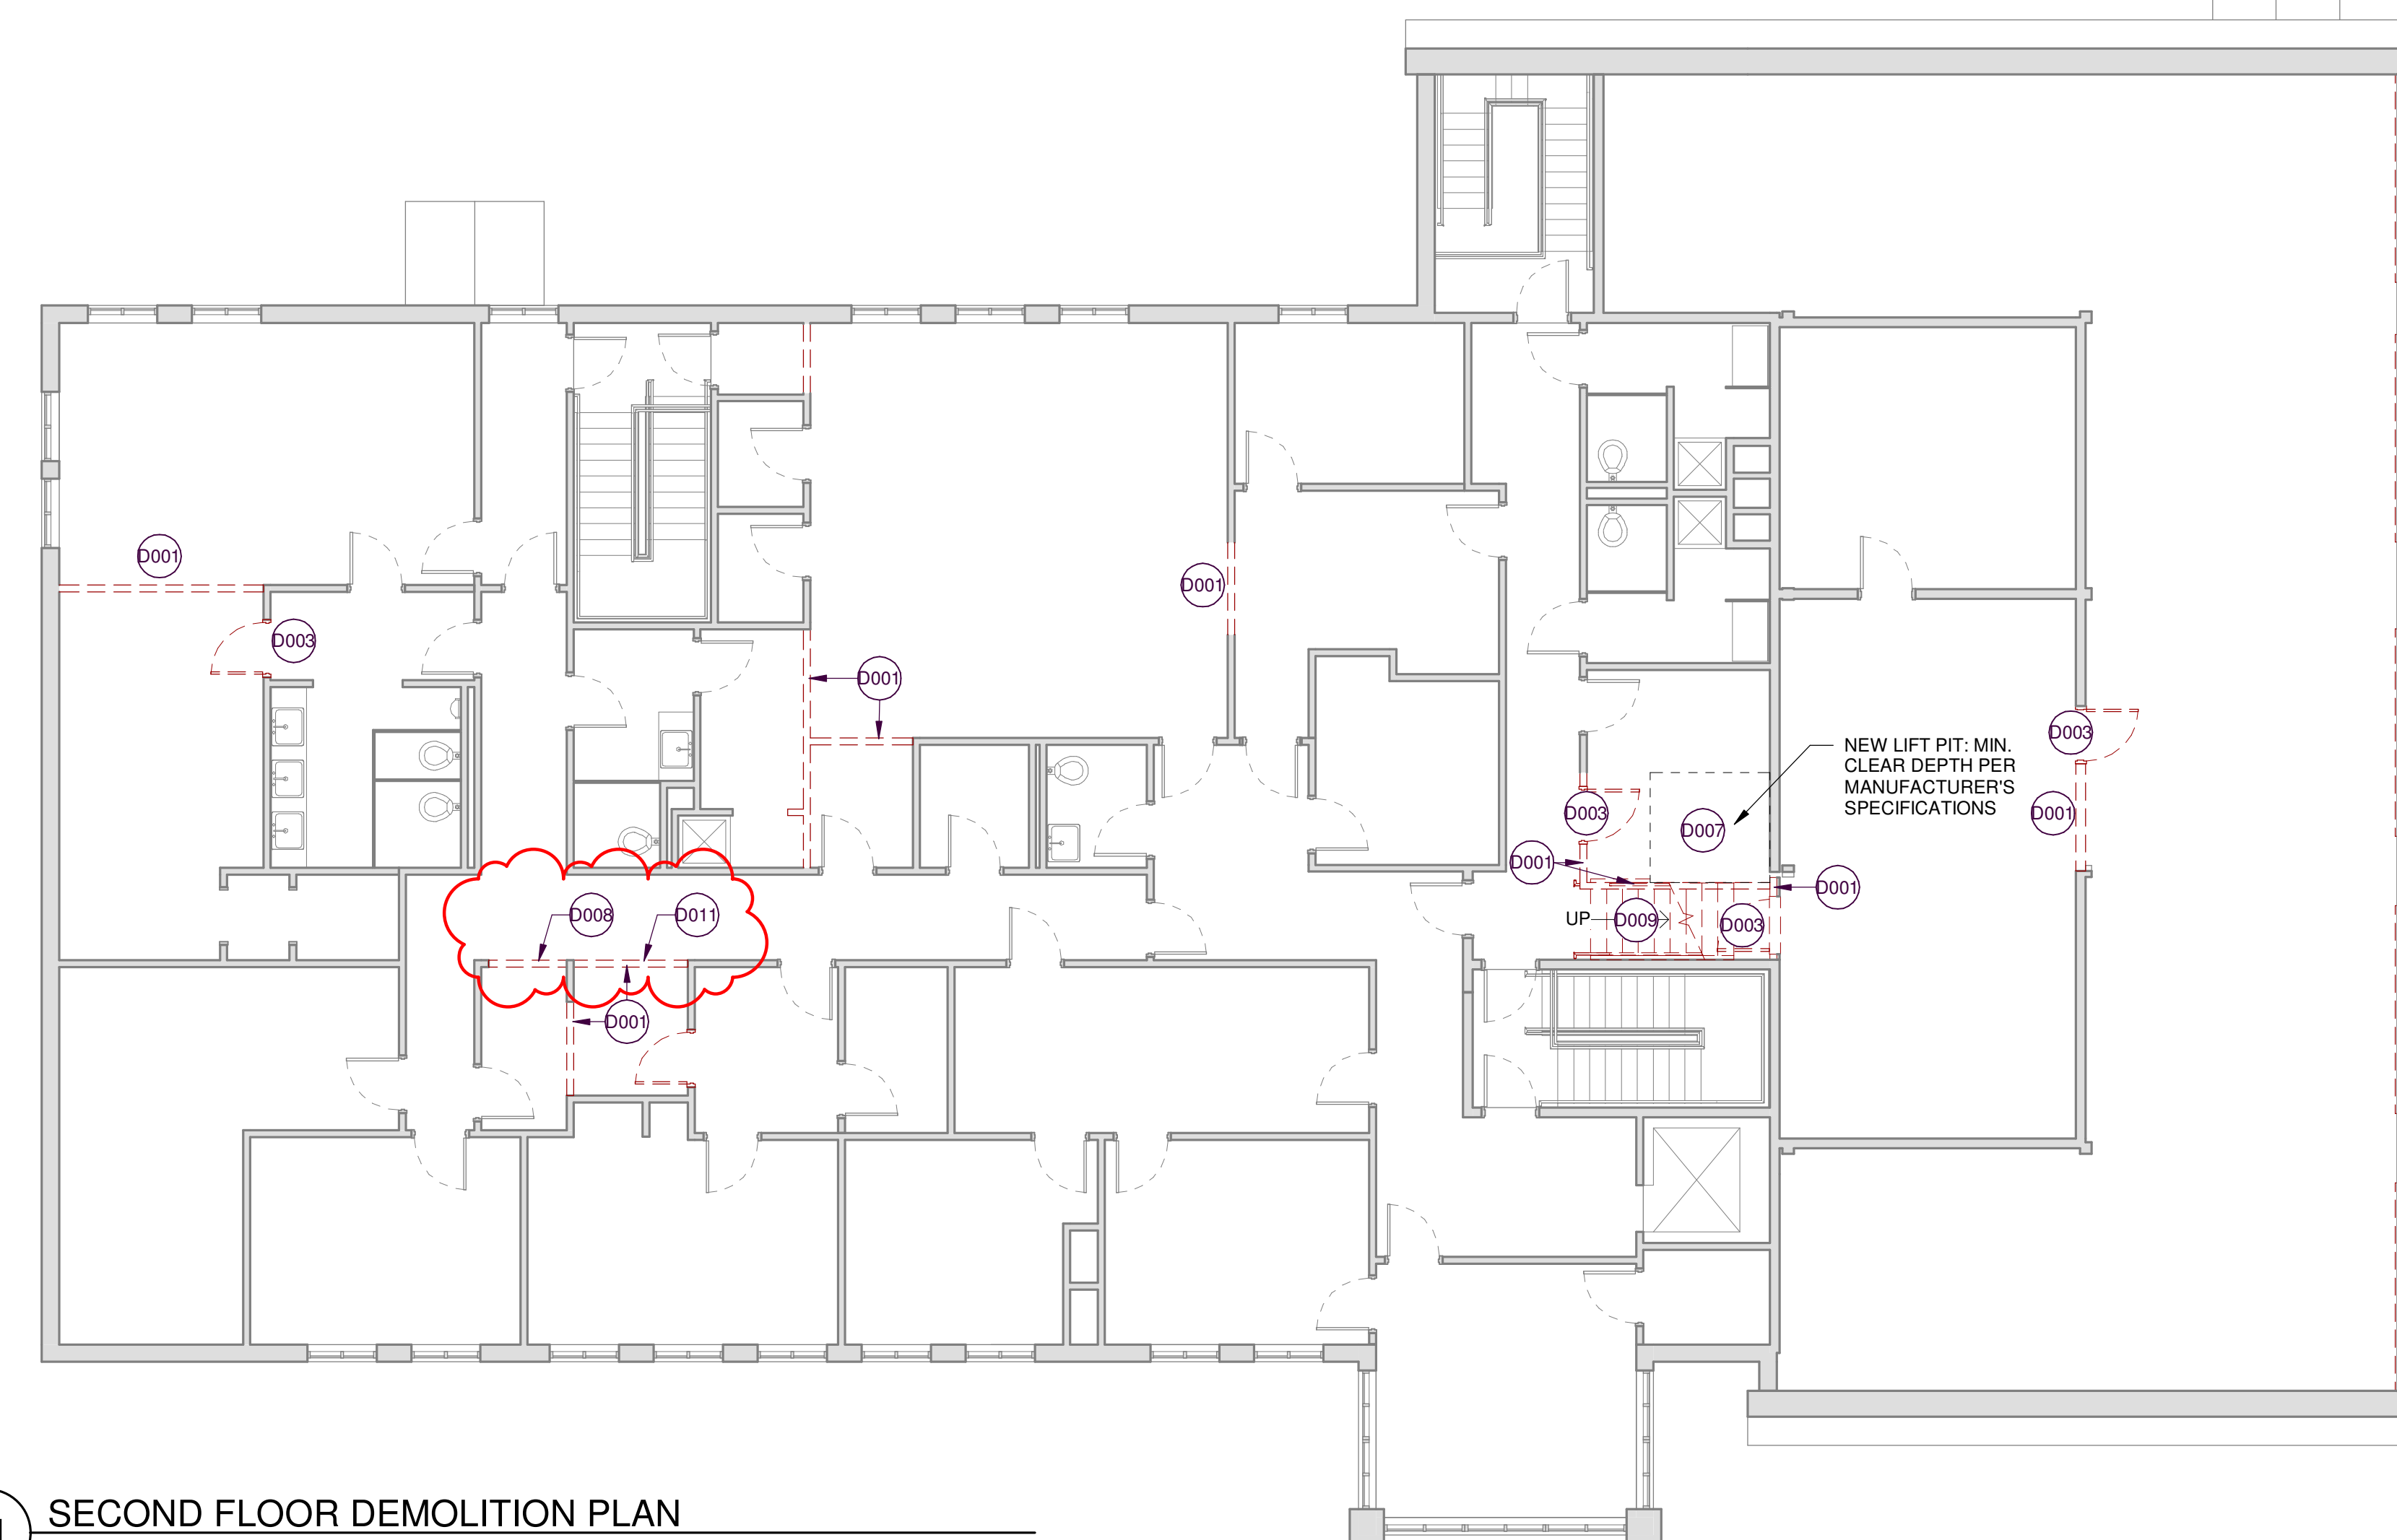 D001
D001
D003
D001
D003
NEW LIFT PIT: MIN.
CLEAR DEPTH PER
MANUFACTURER'S
SPECIFICATIONS
D003
D001
D007
D001
D001
D008
D011
UP
D009
D003
D001
SECOND FLOOR DEMOLITION PLAN